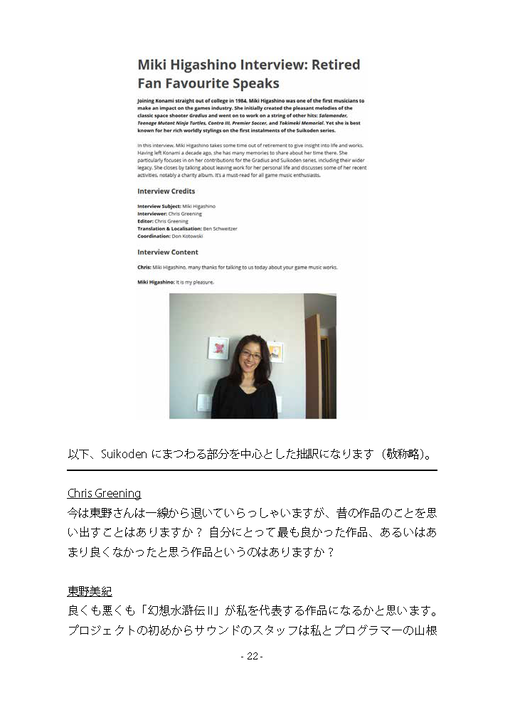 Miki Higashino Interview: Retired
Fan Favourite Speaks
Joining Konami straight out of college in 1984, Miki Higashino was one of the first musicians to
make an impact on the games industry. She initially created the pleasant melodies of the
classic space shooter Gradius and went on to work on a string of other hits: Salamander,
Teenage Mutant Ninja Turtles, Contra III, Premier Soccer, and Tokimeki Memorial. Yet she is best
known for her rich worldly stylings on the first instalments of the Suikoden series.
In this interview, Miki Higashino takes some time out of retirement to give insight into life and works.
Having left Konami a decade ago, she has many memories to share about her time there. She
particularly focuses in on her contributions for the Gradius and Suikoden series, including their wider
legacy. She closes by talking about leaving work for her personal life and discusses some of her recent
activities, notably a charity album. It's a must-read for all game music enthusiasts.
Interview Credits
Interview Subject: Miki Higashino
Interviewer: Chris Greening
Editor: Chris Greening
Translation & Localisation: Ben Schweitzer
Coordination: Don Kotowski
Interview Content
Chris: Miki Higashino, many thanks for talking to us today about your game music works.
Miki Higashino: It is my pleasure.
以下、Suikoden にまつわる部分を中心とした拙訳になります（敬称略）。
Chris Greening
今は東野さんは一線から退いていらっしゃいますが、昔の作品のことを思
い出すことはありますか？ 自分にとって最も良かった作品、あるいはあ
まり良くなかったと思う作品というのはありますか？
東野美紀
良くも悪くも「幻想水滸伝Ⅱ」が私を代表する作品になるかと思います。
プロジェクトの初めからサウンドのスタッフは私とプログラマーの山根
- 22 -